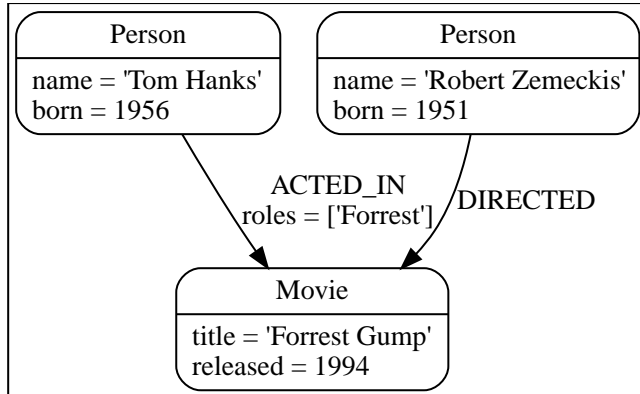 Person
name = 'Tom Hanks'
born = 1956
Person
name = 'Robert Zemeckis'
born = 1951
ACTED_IN
roles = ['Forrest']
DIRECTED
Movie
title = 'Forrest Gump'
released = 1994